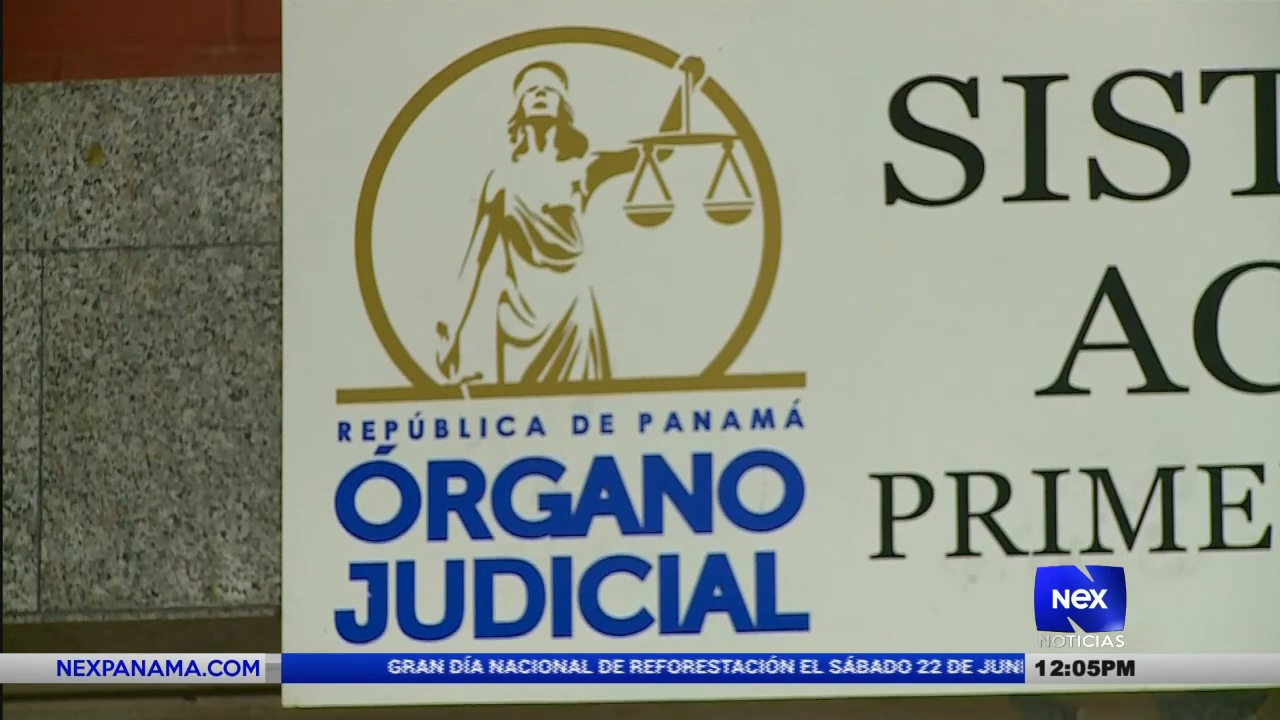 SIST
AC
PRIME
REPÚBLICA DE PANAMÁ
ÓRGANO
JUDICIAL
NEX
NOTICIAS
NEXPANAMA.COM
GRAN DÍA NACIONAL DE REFORESTACIÓN EL SÁBADO 22 DE JUNI
12:05PM